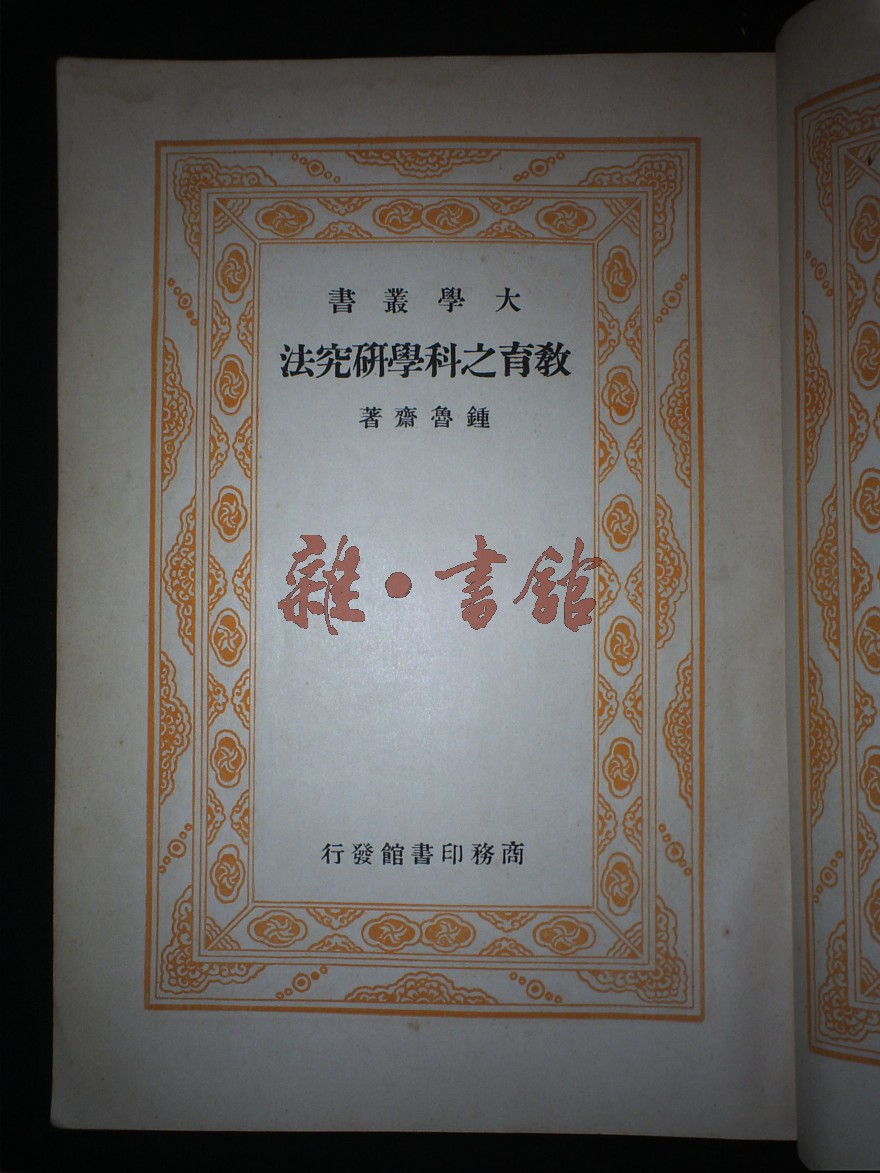 大學叢書
教育之科學研究法
鍾魯齋著
雜·書館
商務印書館發行